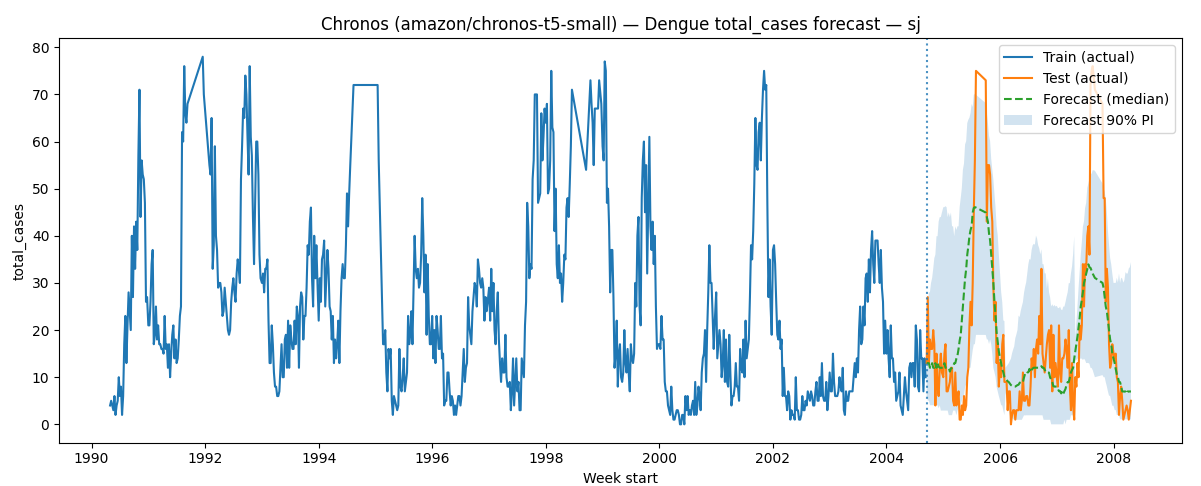 Chronos (amazon/chronos-t5-small) — Dengue total_cases forecast — sj
80
70
60
50
40
30
20
10
0
total_cases
Train (actual)
Test (actual)
Forecast (median)
Forecast 90% PI
1990
1992
1994
1996
1998
2000
2002
2004
2006
2008
Week start